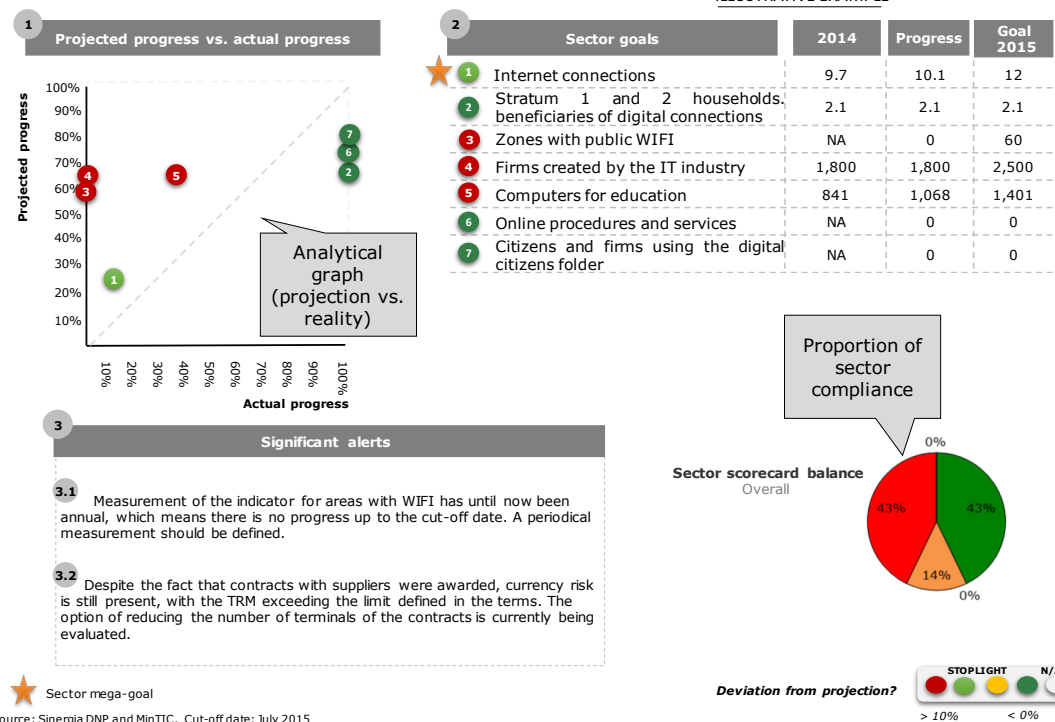 1
Projected progress vs. actual progress
Projected progress
100%
90%
80%
70%
60%
50%
40%
30%
20%
10%
7
6
2
4
5
3
1
Analytical
graph
(projection vs.
reality)
10%
20%
30%
40%
50%
60%
70%
80%
90%
100%
Actual progress
2
Sector goals 2014 Progress Goal 2015
1 Internet connections 9.7 10.1 12
2 Stratum 1 and 2 households.
beneficiaries of digital connections 2.1 2.1 2.1
3 Zones with public WIFI NA 0 60
4 Firms created by the IT industry 1,800 1,800 2,500
5 Computers for education 841 1,068 1,401
6 Online procedures and services NA 0 0
7 Citizens and firms using the digital
citizens folder NA 0 0
Proportion of
sector
compliance
Sector scorecard balance
Overall
0%
43%
43%
14%
0%
3
Significant alerts
3.1
Measurement of the indicator for areas with WIFI has until now been
annual, which means there is no progress up to the cut-off date. A periodical
measurement should be defined.
3.2
Despite the fact that contracts with suppliers were awarded, currency risk
is still present, with the TRM exceeding the limit defined in the terms. The
option of reducing the number of terminals of the contracts is currently being
evaluated.
Sector mega-goal
Deviation from projection?
STOPLIGHT
> 10% < 0%
Sinergia DNP and MinTIC. Cut-off date: July 2015